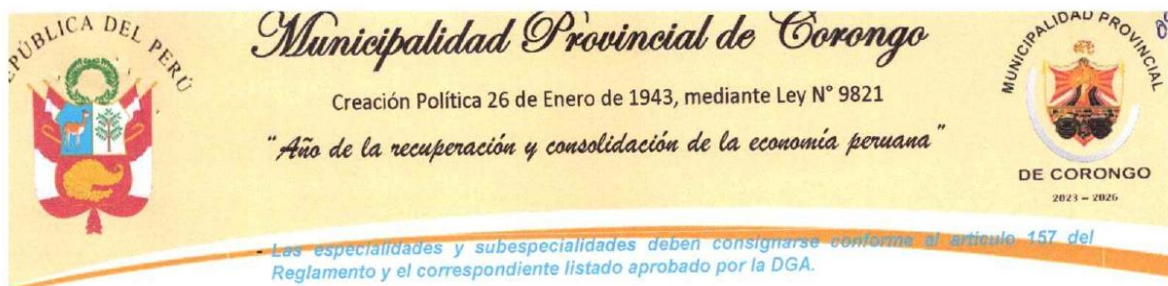 REPÚBLICA DEL PERÚ
Municipalidad Provincial de Corongo
Creación Política 26 de Enero de 1943, mediante Ley N° 9821
"Año de la recuperación y consolidación de la economía peruana"
MUNICIPALIDAD PROVINCIAL
DE CORONGO
2023 – 2026
- Las especialidades y subespecialidades deben consignarse conforme al artículo 157 del
Reglamento y el correspondiente listado aprobado por la DGA.